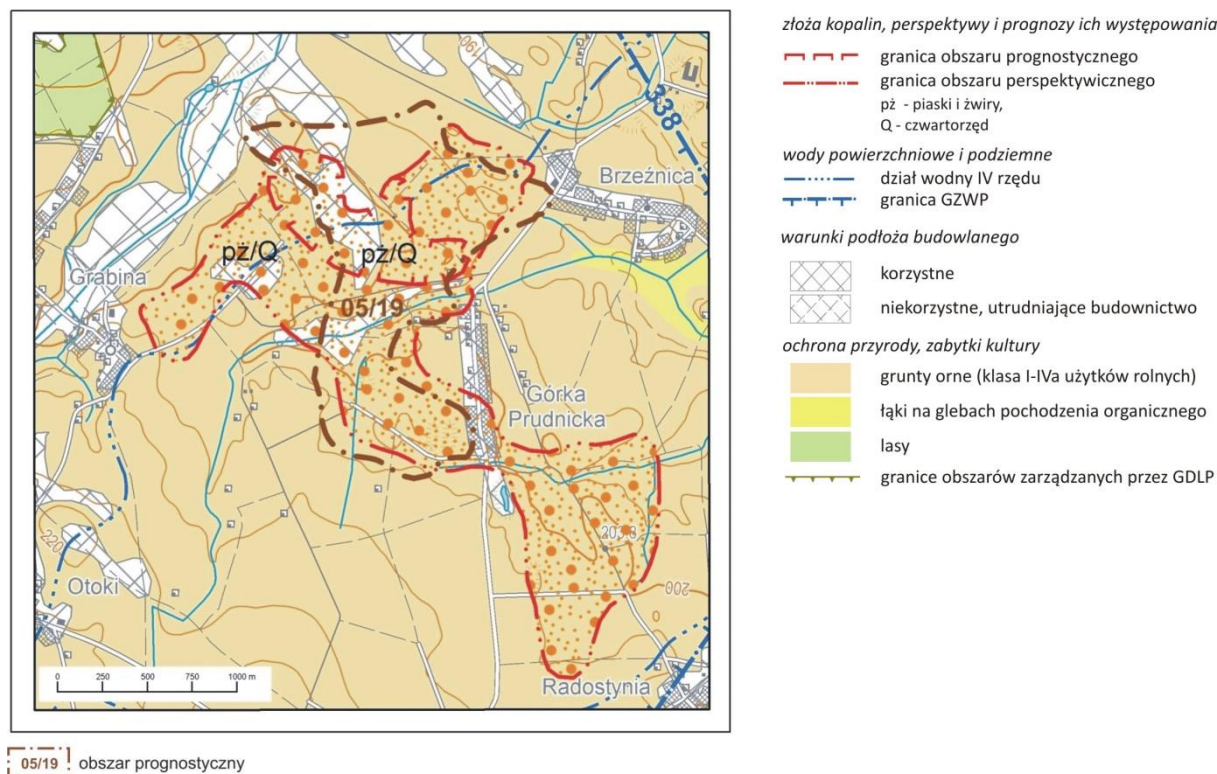 190
338
Brzeźnica
pż/Q
pż/Q
Grabina
05/19
Górka
Prudnicka
203.3
220
200
Otoki
Radostynia
0 250 500 750 1000 m
05/19 obszar prognostyczny
złoża kopalin, perspektywy i prognozy ich występowania
granica obszaru prognostycznego
granica obszaru perspektywicznego
pż - piaski i żwiry,
Q - czwartorzęd
wody powierzchniowe i podziemne
dział wodny IV rzędu
granica GZWP
warunki podłoża budowlanego
korzystne
niekorzystne, utrudniające budownictwo
ochrona przyrody, zabytki kultury
grunty orne (klasa I-IVa użytków rolnych)
łąki na glebach pochodzenia organicznego
lasy
granice obszarów zarządzanych przez GDLP